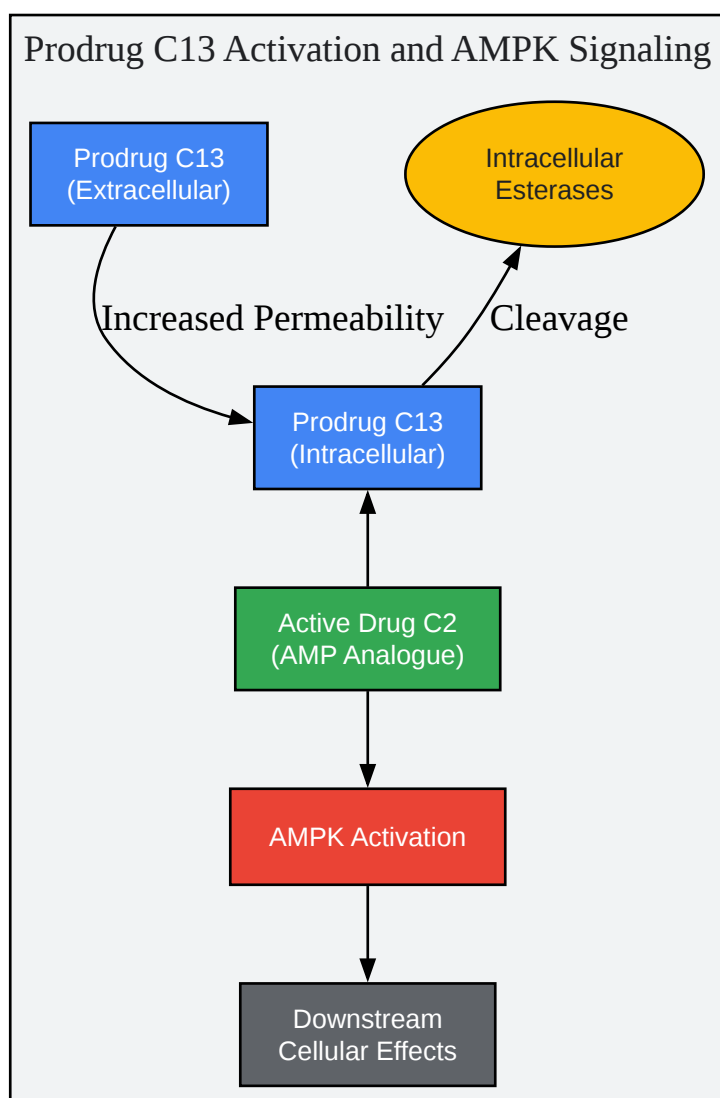 Prodrug C13 Activation and AMPK Signaling
Prodrug C13
(Extracellular)
Intracellular
Esterases
Increased Permeability
Cleavage
Prodrug C13
(Intracellular)
Active Drug C2
(AMP Analogue)
AMPK Activation
Downstream
Cellular Effects